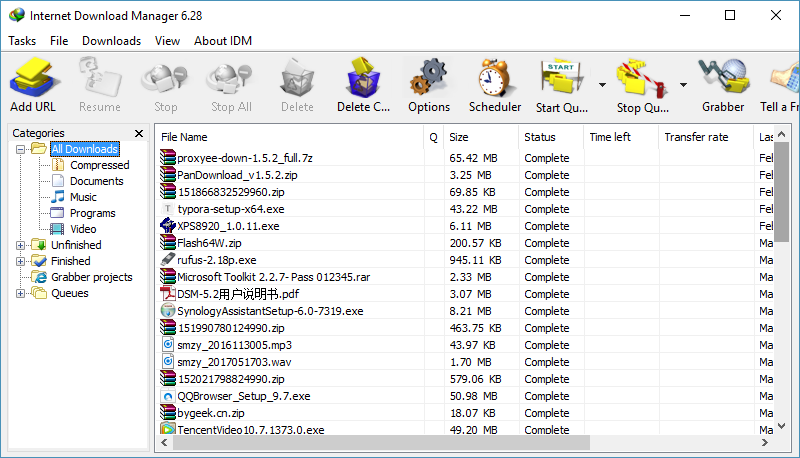 Internet Download Manager 6.28
Tasks File Downloads View About IDM
Add URL Resume Stop Stop All Delete Delete C... Options Scheduler Start Qu... Stop Qu... Grabber Tell a Fr
Categories
All Downloads
Compressed
Documents
Music
Programs
Video
Unfinished
Finished
Grabber projects
Queues
File Name Q Size Status Time left Transfer rate Las
proxyee-down-1.5.2_full.7z 65.42 MB Complete Fel
PanDownload_v1.5.2.zip 3.25 MB Complete Fel
151866832529960.zip 69.85 KB Complete Fel
typora-setup-x64.exe 43.22 MB Complete Fel
XPS8920_1.0.11.exe 6.11 MB Complete Fel
Flash64W.zip 200.57 KB Complete Ma
rufus-2.18p.exe 945.11 KB Complete Ma
Microsoft Toolkit 2.2.7- Pass 012345.rar 2.33 MB Complete Ma
DSM-5.2用户说明书.pdf 3.07 MB Complete Ma
SynologyAssistantSetup-6.0-7319.exe 8.21 MB Complete Ma
151990780124990.zip 463.75 KB Complete Ma
smzy_2016113005.mp3 43.97 KB Complete Ma
smzy_2017051703.wav 1.70 MB Complete Ma
152021798824990.zip 579.06 KB Complete Ma
QQBrowser_Setup_9.7.exe 50.98 MB Complete Ma
bygeek.cn.zip 18.07 KB Complete Ma
TencentVideo10.7.1373.0.exe 49.20 MB Complete Ma